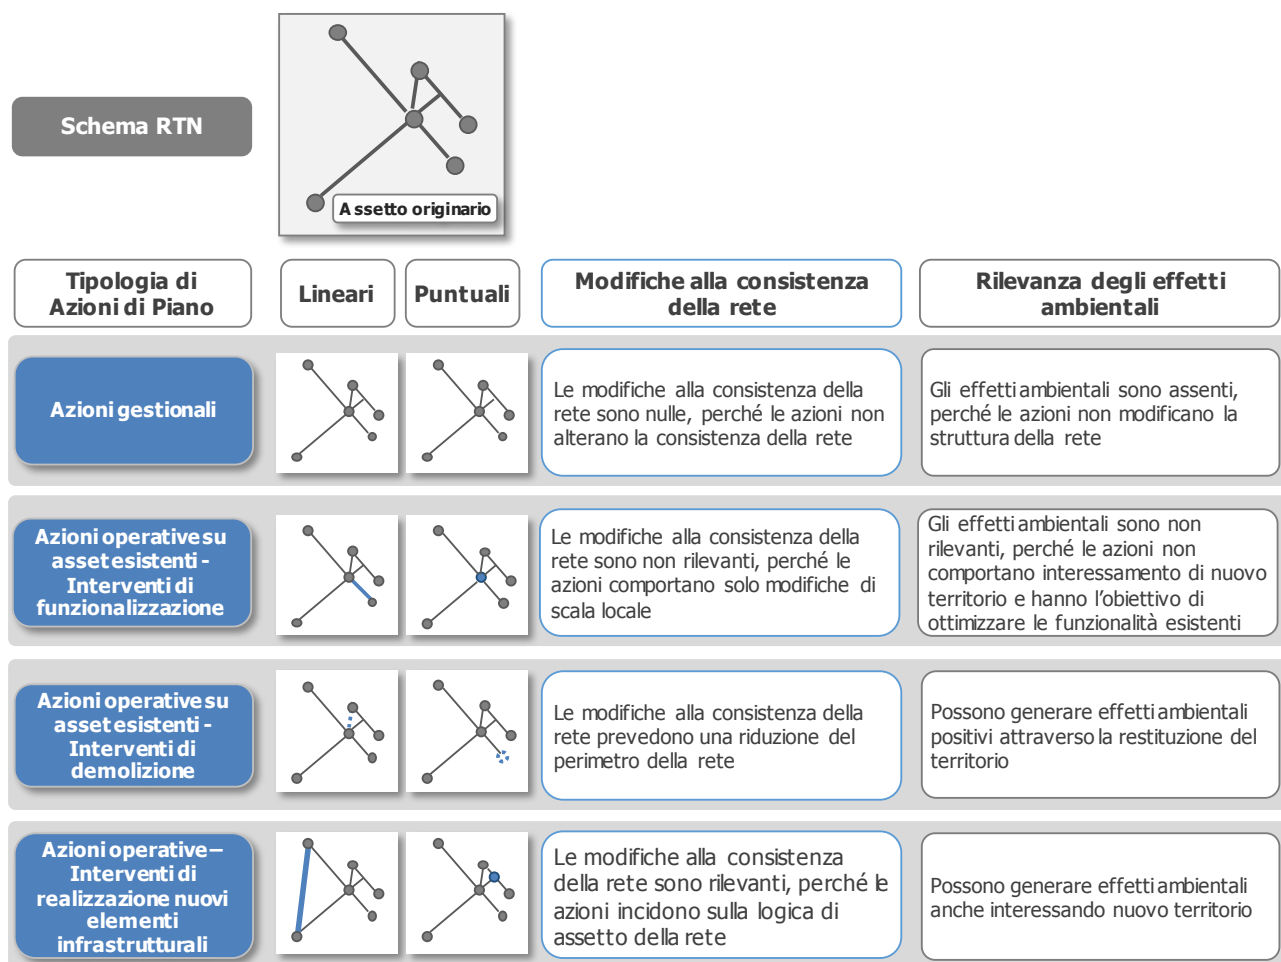 Schema RTN
Assetto originario
Tipologia di
Azioni di Piano
Lineari
Puntuali
Modifiche alla consistenza
della rete
Rilevanza degli effetti
ambientali
Azioni gestionali
Le modifiche alla consistenza della
rete sono nulle, perché le azioni non
alterano la consistenza della rete
Gli effetti ambientali sono assenti,
perché le azioni non modificano la
struttura della rete
Azioni operative su
asset esistenti -
Interventi di
funzionalizzazione
Le modifiche alla consistenza della
rete sono non rilevanti, perché le
azioni comportano solo modifiche di
scala locale
Gli effetti ambientali sono non
rilevanti, perché le azioni non
comportano interessamento di nuovo
territorio e hanno l’obiettivo di
ottimizzare le funzionalità esistenti
Azioni operative su
asset esistenti -
Interventi di
demolizione
Le modifiche alla consistenza della
rete prevedono una riduzione del
perimetro della rete
Possono generare effetti ambientali
positivi attraverso la restituzione del
territorio
Azioni operative –
Interventi di
realizzazione nuovi
elementi
infrastrutturali
Le modifiche alla consistenza
della rete sono rilevanti, perché le
azioni incidono sulla logica di
assetto della rete
Possono generare effetti ambientali
anche interessando nuovo territorio